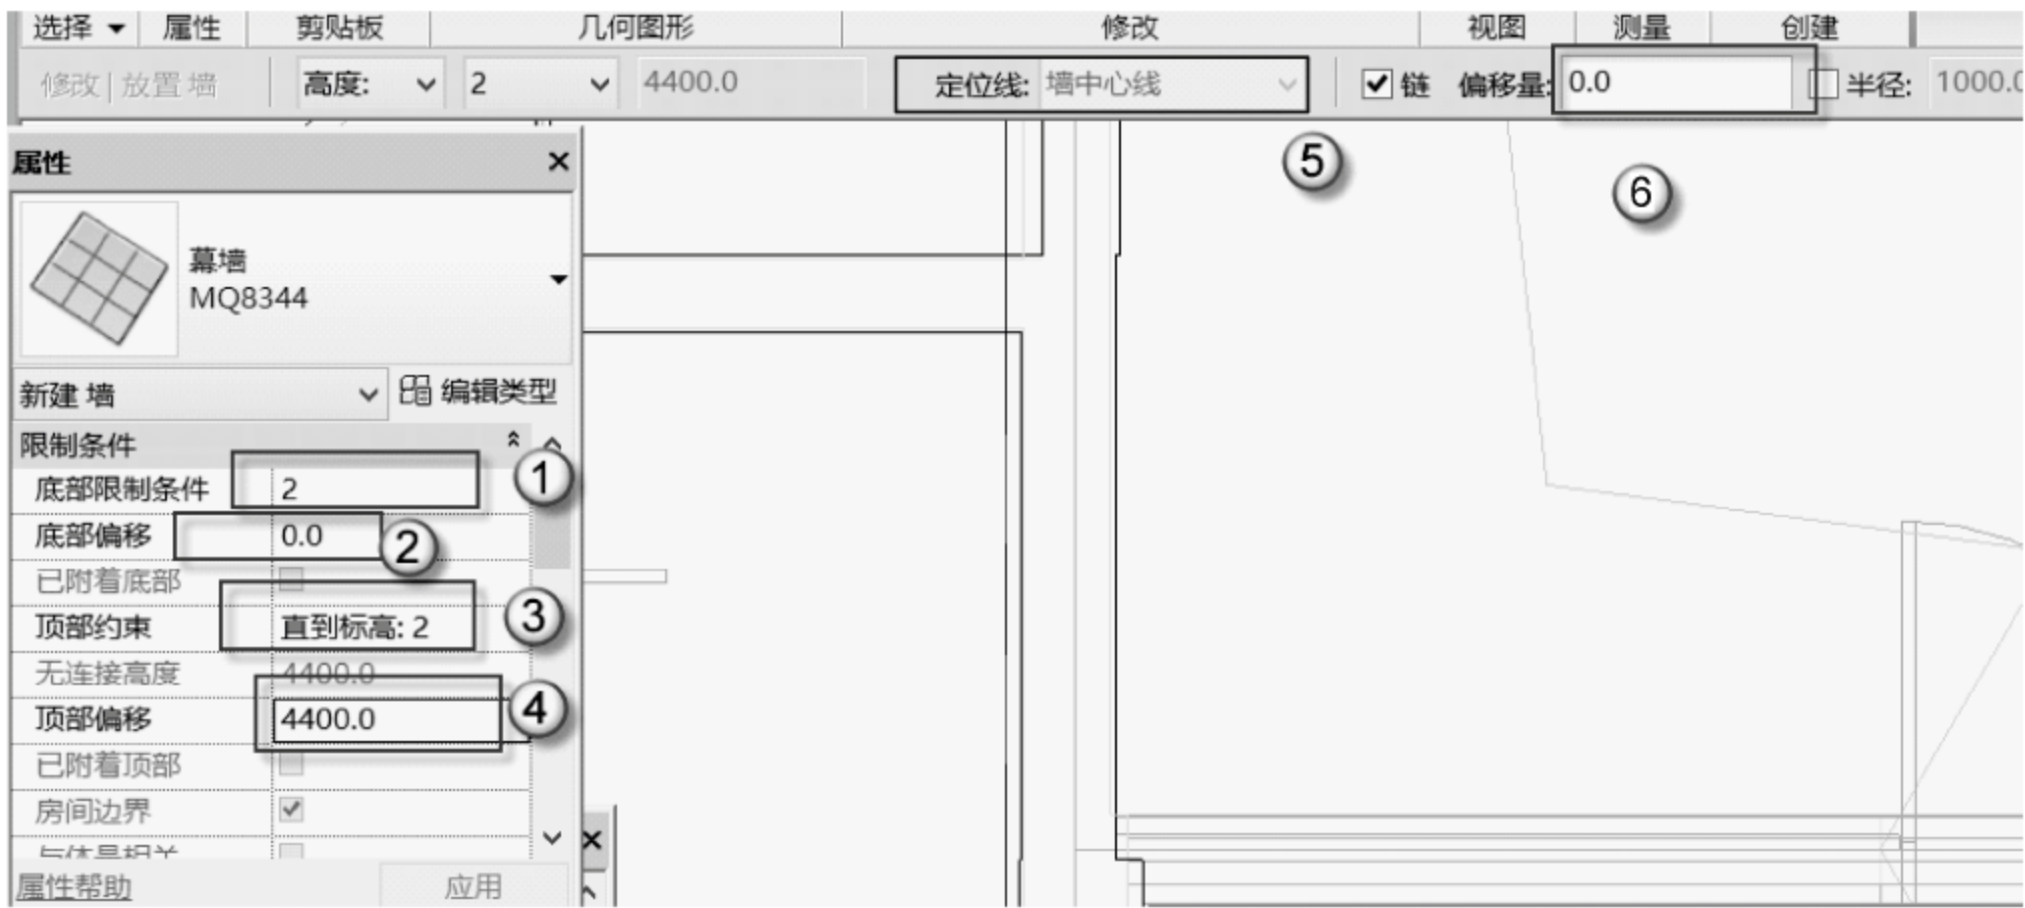 选择 属性 剪贴板 几何图形 修改 视图 测量 创建
修改 | 放置 墙 高度: 2 4400.0 定位线: 墙中心线 链 偏移量: 0.0 半径: 1000.0
属性
⑤
⑥
幕墙
MQ8344
新建 墙 编辑类型
限制条件
底部限制条件 2 ①
底部偏移 0.0 ②
已附着底部
顶部约束 直到标高: 2 ③
无连接高度 4400.0
顶部偏移 4400.0 ④
已附着顶部
房间边界
属性帮助 应用